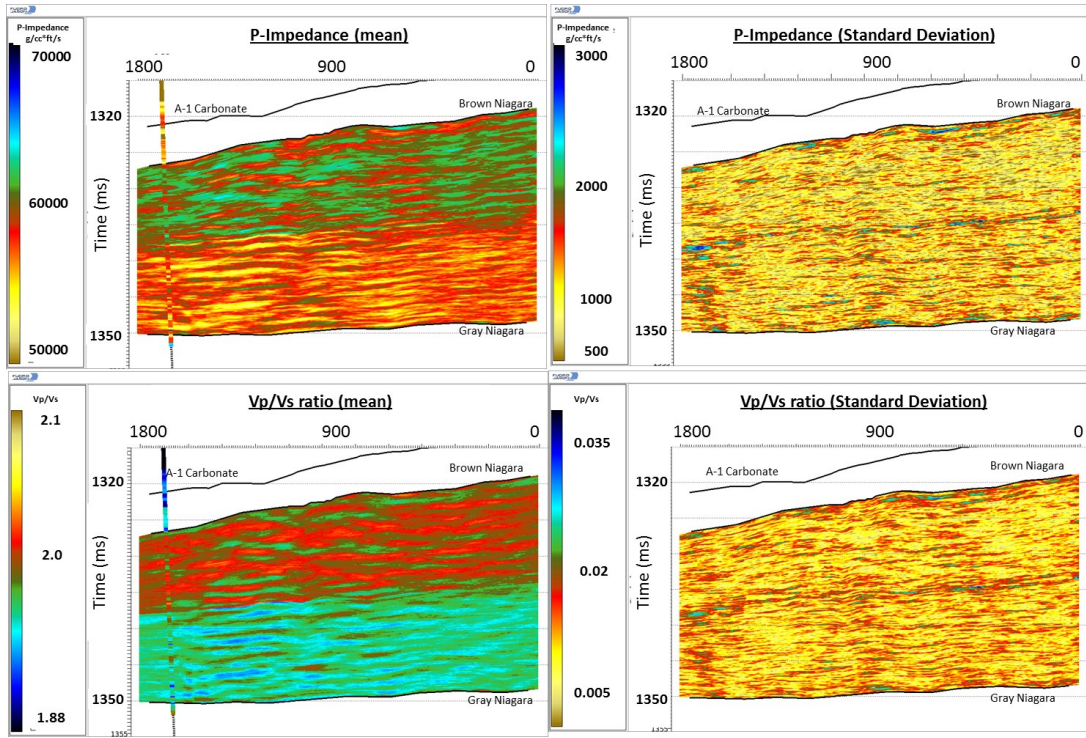 P-Impedance
g/cc*ft/s
70000
60000
50000
P-Impedance (mean)
1800 900 0
A-1 Carbonate
Brown Niagara
1320
Time (ms)
1350
Gray Niagara
P-Impedance
g/cc*ft/s
3000
2000
1000
500
P-Impedance (Standard Deviation)
1800 900 0
A-1 Carbonate
Brown Niagara
1320
Time (ms)
1350
Gray Niagara
Vp/Vs
2.1
2.0
1.88
Vp/Vs ratio (mean)
1800 900 0
A-1 Carbonate
Brown Niagara
1320
Time (ms)
1350
Gray Niagara
1355
Vp/Vs
0.035
0.02
0.005
Vp/Vs ratio (Standard Deviation)
1800 900 0
A-1 Carbonate
Brown Niagara
1320
Time (ms)
1350
Gray Niagara
1355